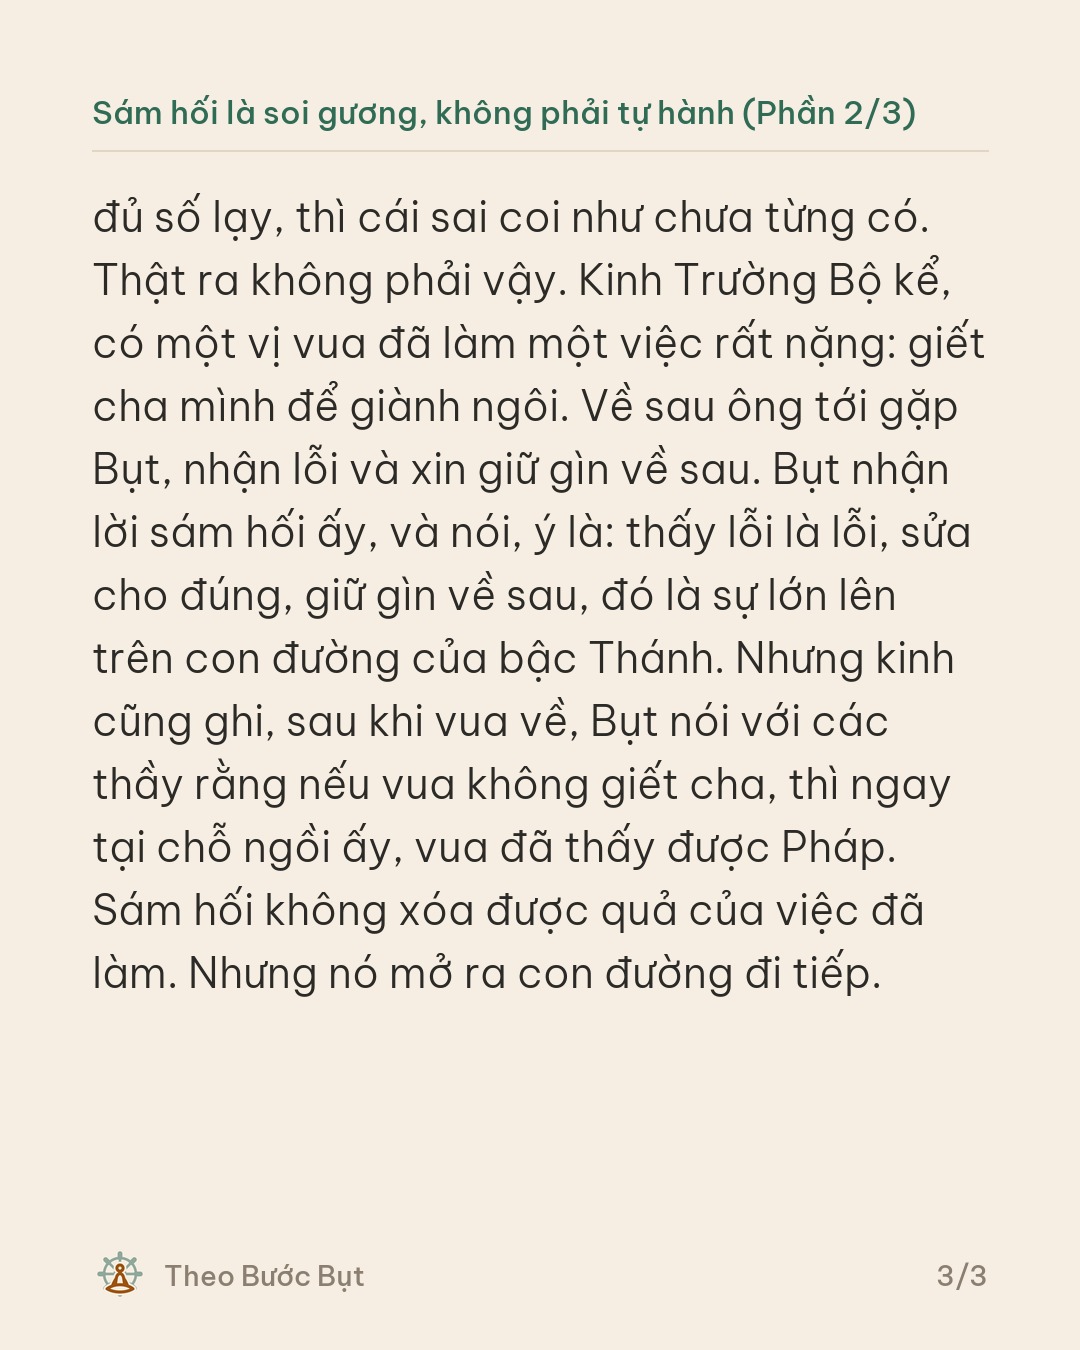 Sám hối là soi gương, không phải tự hành (Phần 2/3)
đủ số lạy, thì cái sai coi như chưa từng có.
Thật ra không phải vậy. Kinh Trường Bộ kể,
có một vị vua đã làm một việc rất nặng: giết
cha mình để giành ngôi. Về sau ông tới gặp
Bụt, nhận lỗi và xin giữ gìn về sau. Bụt nhận
lời sám hối ấy, và nói, ý là: thấy lỗi là lỗi, sửa
cho đúng, giữ gìn về sau, đó là sự lớn lên
trên con đường của bậc Thánh. Nhưng kinh
cũng ghi, sau khi vua về, Bụt nói với các
thầy rằng nếu vua không giết cha, thì ngay
tại chỗ ngồi ấy, vua đã thấy được Pháp.
Sám hối không xóa được quả của việc đã
làm. Nhưng nó mở ra con đường đi tiếp.
Theo Bước Bụt
3/3